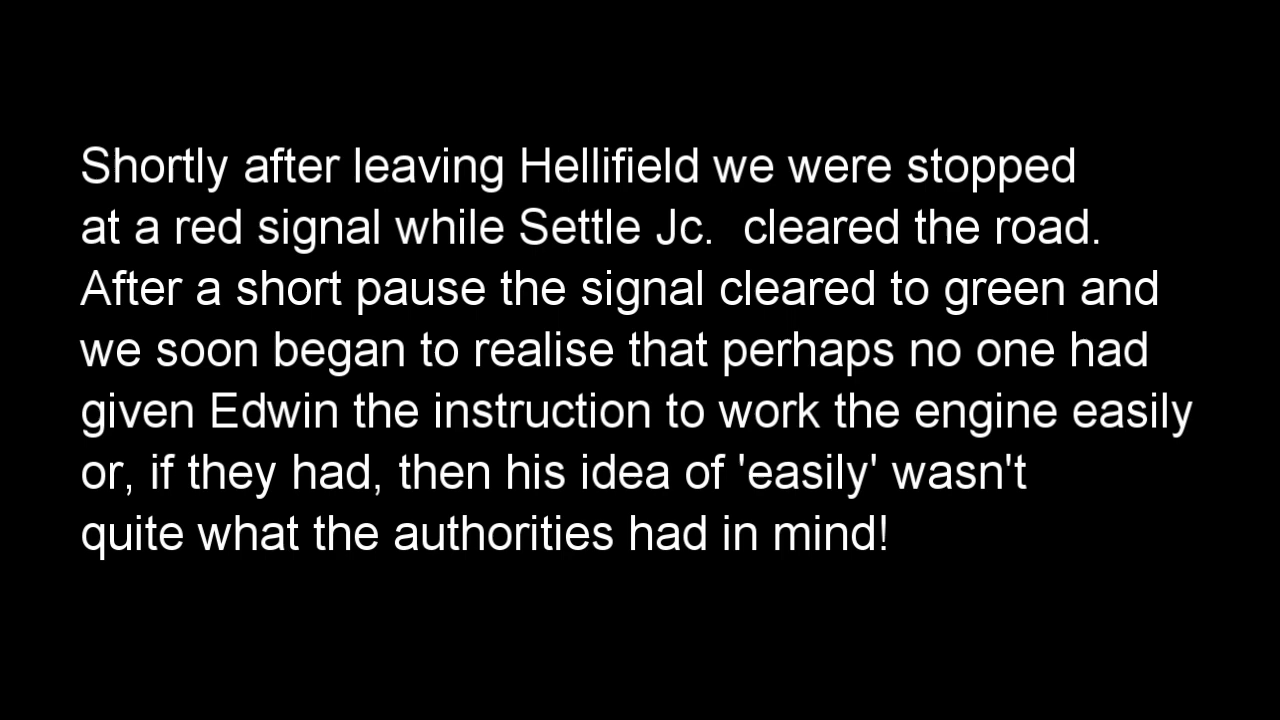 Shortly after leaving Hellifield we were stopped
at a red signal while Settle Jc.  cleared the road.
After a short pause the signal cleared to green and
we soon began to realise that perhaps no one had
given Edwin the instruction to work the engine easily
or, if they had, then his idea of 'easily' wasn't
quite what the authorities had in mind!